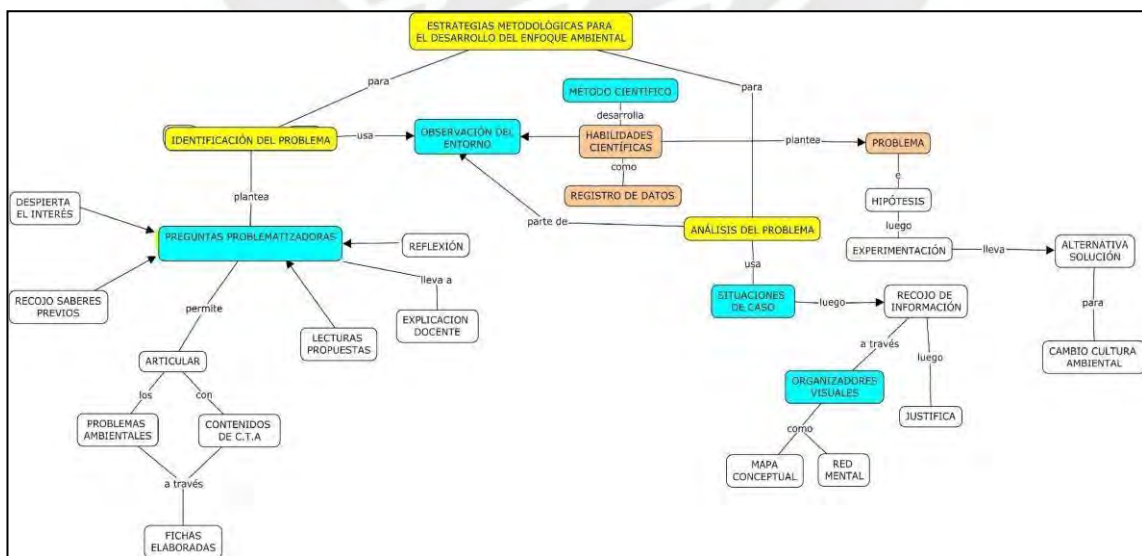 ESTRATEGIAS METODOLÓGICAS PARA
EL DESARROLLO DEL ENFOQUE AMBIENTAL
para
para
MÉTODO CIENTÍFICO
desarrolla
IDENTIFICACIÓN DEL PROBLEMA
usa
OBSERVACIÓN DEL
ENTORNO
HABILIDADES
CIENTÍFICAS
plantea
PROBLEMA
como
e
plantea
REGISTRO DE DATOS
HIPÓTESIS
DESPIERTA
EL INTERÉS
parte de
luego
PREGUNTAS PROBLEMATIZADORAS
REFLEXIÓN
ANÁLISIS DEL PROBLEMA
EXPERIMENTACIÓN
lleva
ALTERNATIVA
SOLUCIÓN
usa
lleva a
RECOJO SABERES
PREVIOS
permite
EXPLICACION
DOCENTE
SITUACIONES
DE CASO
luego
RECOJO DE
INFORMACIÓN
para
LECTURAS
PROPUESTAS
a través
luego
CAMBIO CULTURA
AMBIENTAL
ARTICULAR
ORGANIZADORES
VISUALES
los
con
JUSTIFICA
PROBLEMAS
AMBIENTALES
CONTENIDOS
DE C.T.A
como
MAPA
CONCEPTUAL
RED
MENTAL
a través
FICHAS
ELABORADAS